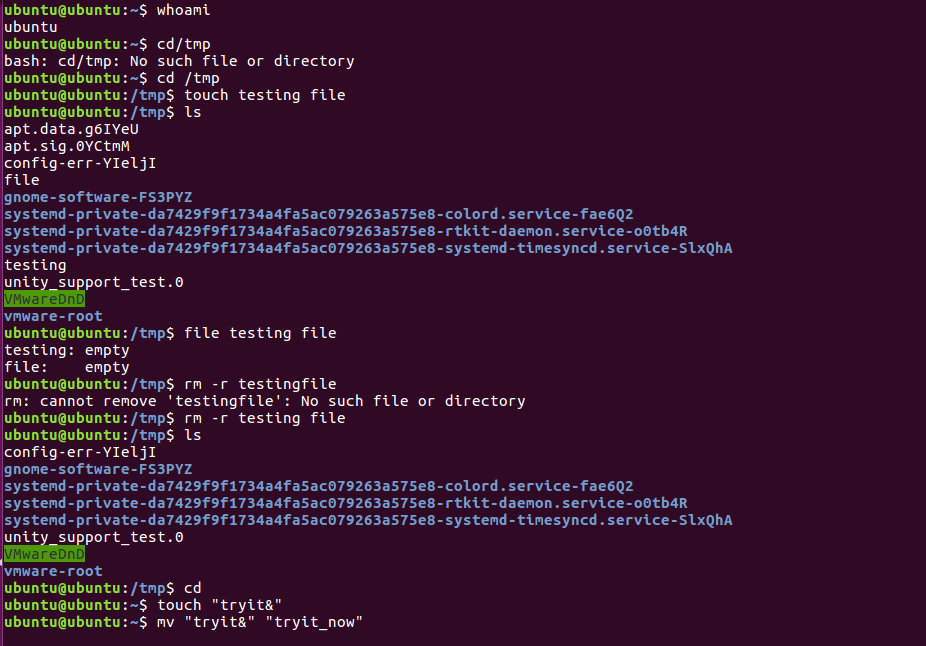 ubuntu@ubuntu:~$ whoami
ubuntu
ubuntu@ubuntu:~$ cd/tmp
bash: cd/tmp: No such file or directory
ubuntu@ubuntu:~$ cd /tmp
ubuntu@ubuntu:/tmp$ touch testing file
ubuntu@ubuntu:/tmp$ ls
apt.data.g6IYeU
apt.sig.0YCtmM
config-err-YIeljI
file
gnome-software-FS3PYZ
systemd-private-da7429f9f1734a4fa5ac079263a575e8-colord.service-fae6Q2
systemd-private-da7429f9f1734a4fa5ac079263a575e8-rtkit-daemon.service-o0tb4R
systemd-private-da7429f9f1734a4fa5ac079263a575e8-systemd-timesyncd.service-SlxQhA
testing
unity_support_test.0
VMwareDnD
vmware-root
ubuntu@ubuntu:/tmp$ file testing file
testing: empty
file:    empty
ubuntu@ubuntu:/tmp$ rm -r testingfile
rm: cannot remove 'testingfile': No such file or directory
ubuntu@ubuntu:/tmp$ rm -r testing file
ubuntu@ubuntu:/tmp$ ls
config-err-YIeljI
gnome-software-FS3PYZ
systemd-private-da7429f9f1734a4fa5ac079263a575e8-colord.service-fae6Q2
systemd-private-da7429f9f1734a4fa5ac079263a575e8-rtkit-daemon.service-o0tb4R
systemd-private-da7429f9f1734a4fa5ac079263a575e8-systemd-timesyncd.service-SlxQhA
unity_support_test.0
VMwareDnD
vmware-root
ubuntu@ubuntu:/tmp$ cd
ubuntu@ubuntu:~$ touch "tryit&"
ubuntu@ubuntu:~$ mv "tryit&" "tryit_now"